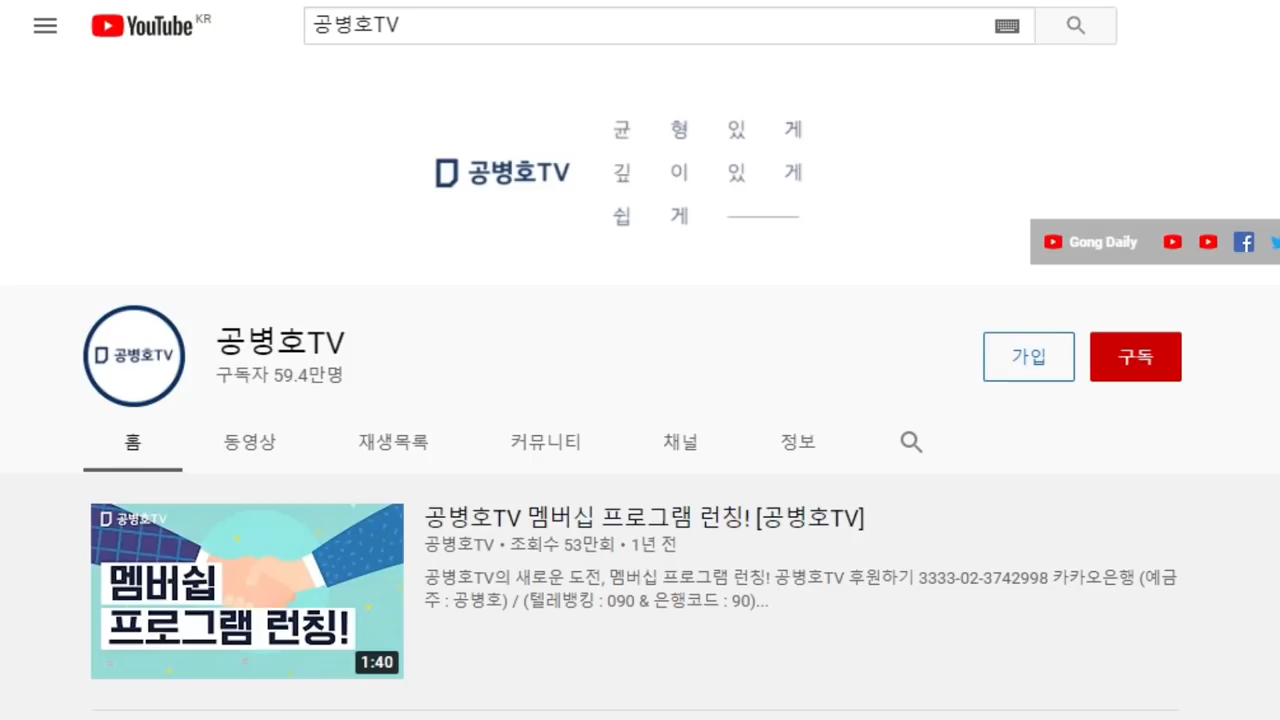 YouTube KR
공병호TV
균 형 있 게
공병호TV
깊 이 있 게
쉽 게
Gong Daily
공병호TV
공병호TV
구독자 59.4만명
가입
구독
홈
동영상
재생목록
커뮤니티
채널
정보
공병호TV
멤버쉽
프로그램 런칭!
1:40
공병호TV 멤버십 프로그램 런칭! [공병호TV]
공병호TV • 조회수 53만회 • 1년 전
공병호TV의 새로운 도전, 멤버십 프로그램 런칭! 공병호TV 후원하기 3333-02-3742998 카카오은행 (예금
주 : 공병호) / (텔레뱅킹 : 090 & 은행코드 : 90)...